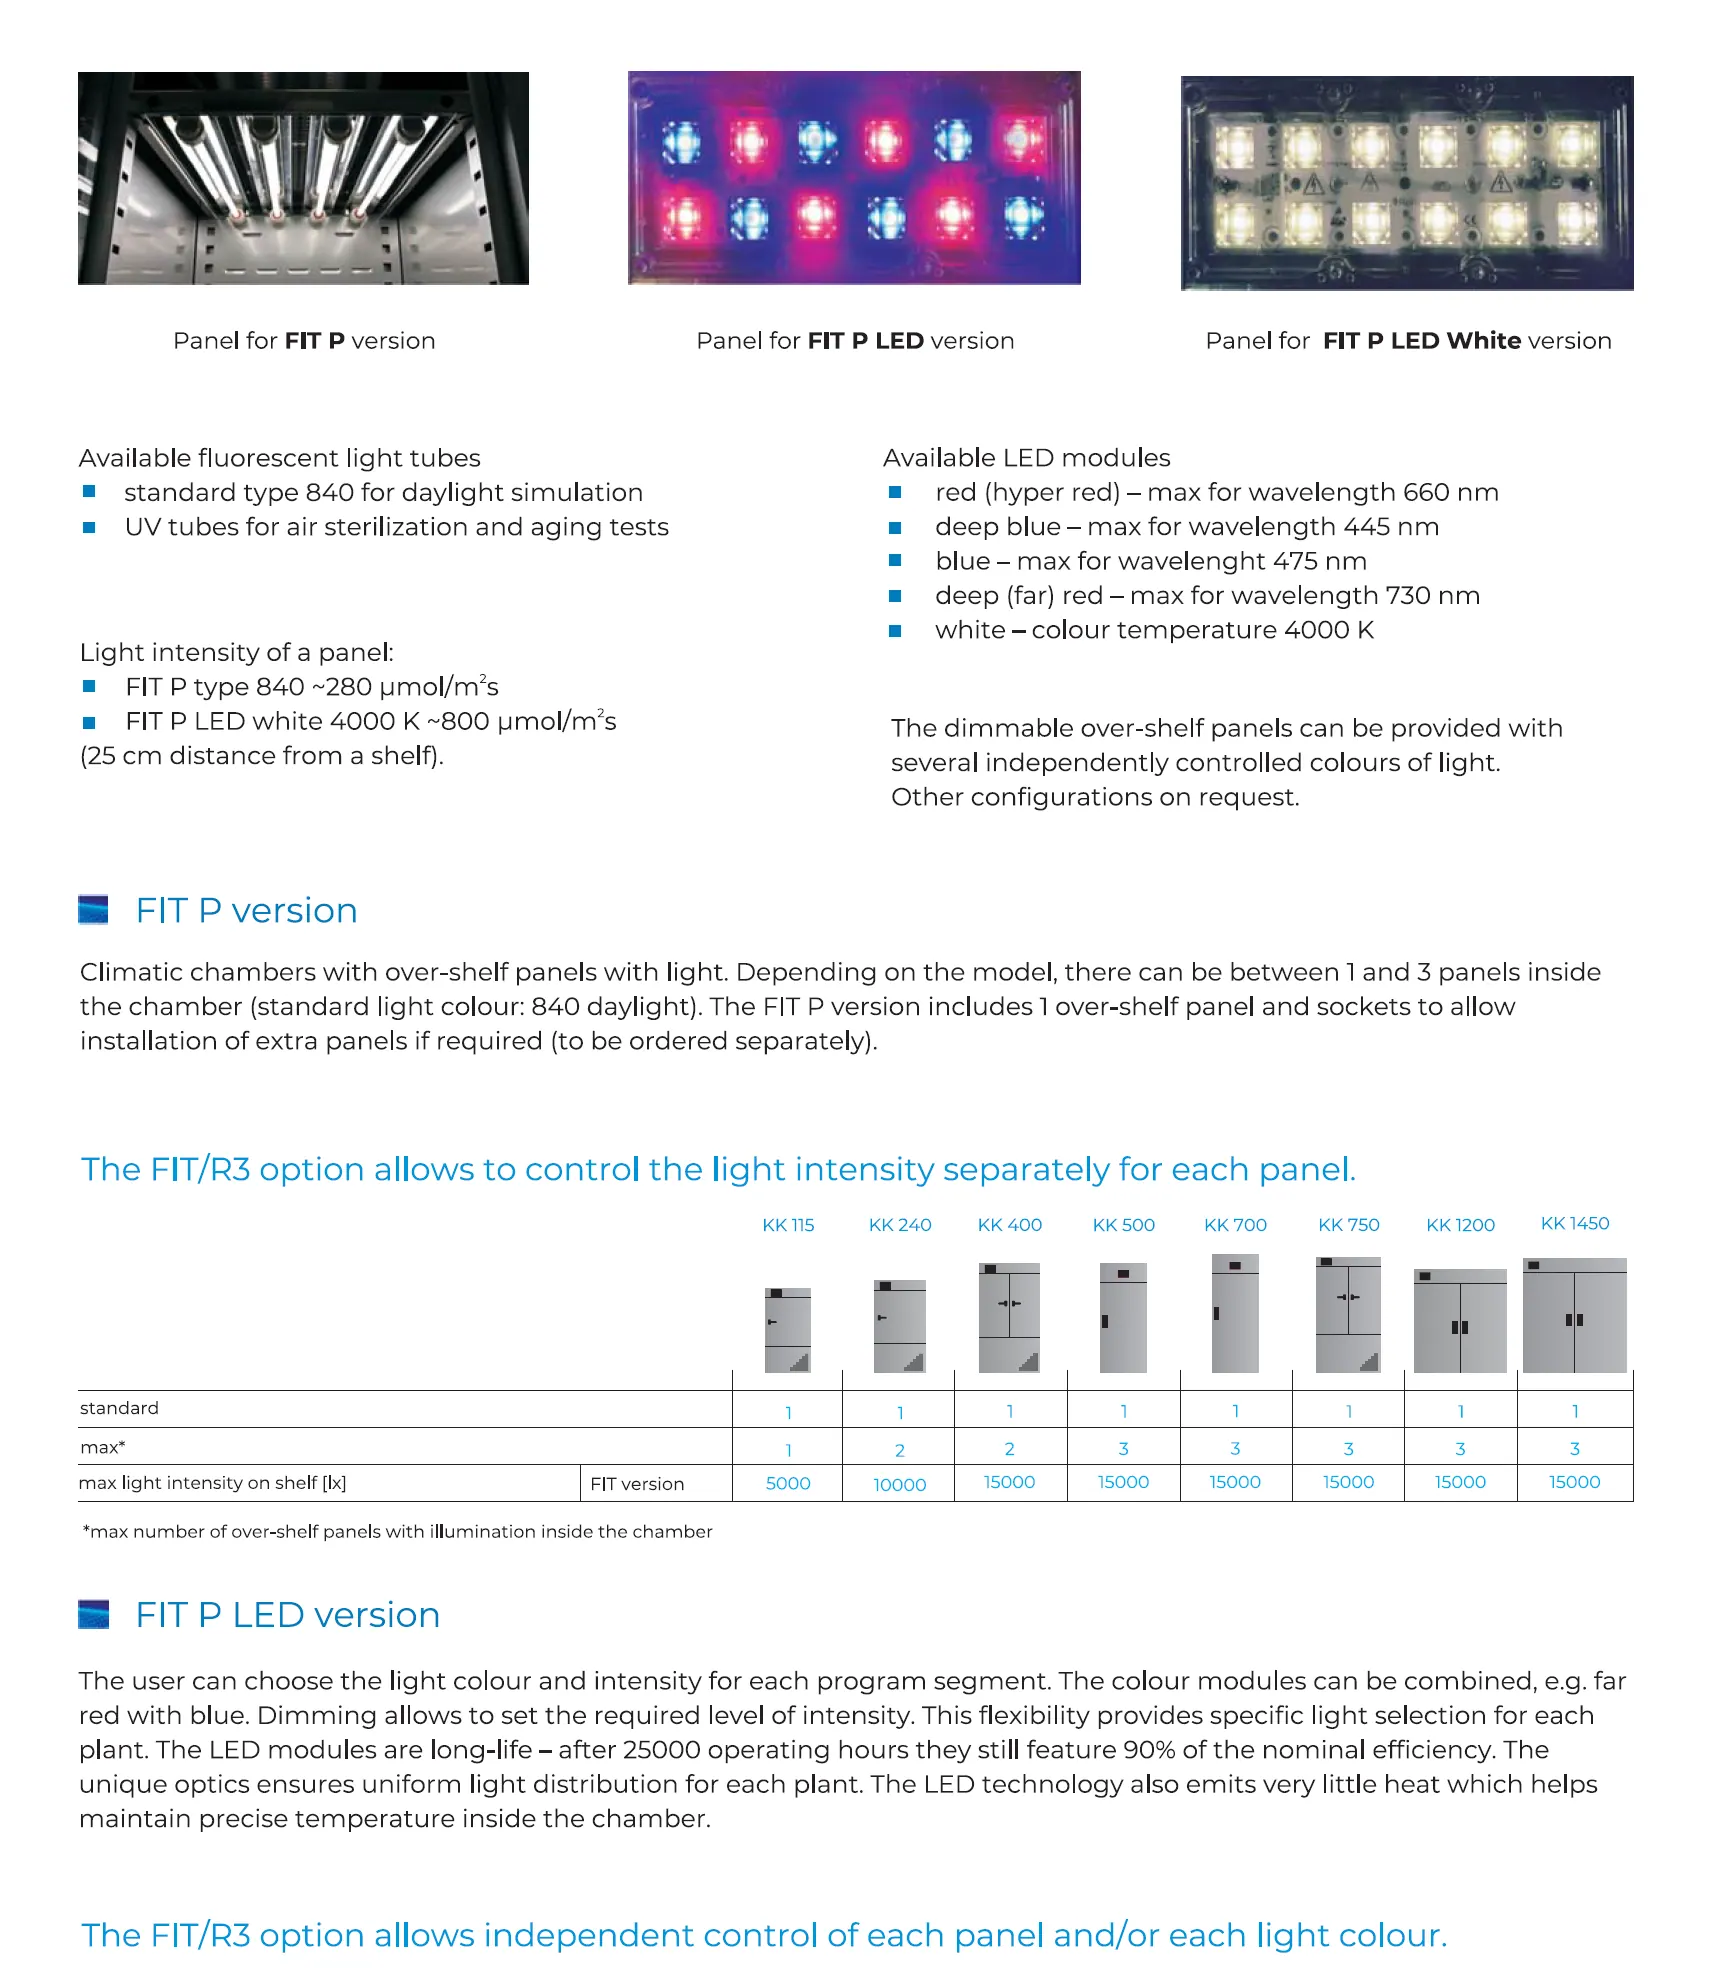 Panel for FIT P version
Panel for FIT P LED version
Panel for FIT P LED White version
Available fluorescent light tubes
standard type 840 for daylight simulation
UV tubes for air sterilization and aging tests
Light intensity of a panel:
FIT P type 840 ~280 µmol/m²s
FIT P LED white 4000 K ~800 µmol/m²s
(25 cm distance from a shelf).
Available LED modules
red (hyper red) – max for wavelength 660 nm
deep blue – max for wavelength 445 nm
blue – max for wavelenght 475 nm
deep (far) red – max for wavelength 730 nm
white – colour temperature 4000 K
The dimmable over-shelf panels can be provided with
several independently controlled colours of light.
Other configurations on request.
FIT P version
Climatic chambers with over-shelf panels with light. Depending on the model, there can be between 1 and 3 panels inside
the chamber (standard light colour: 840 daylight). The FIT P version includes 1 over-shelf panel and sockets to allow
installation of extra panels if required (to be ordered separately).
The FIT/R3 option allows to control the light intensity separately for each panel.
KK 115 KK 240 KK 400 KK 500 KK 700 KK 750 KK 1200 KK 1450
standard 1 1 1 1 1 1 1 1
max* 1 2 2 3 3 3 3 3
max light intensity on shelf [lx] FIT version 5000 10000 15000 15000 15000 15000 15000 15000
*max number of over-shelf panels with illumination inside the chamber
FIT P LED version
The user can choose the light colour and intensity for each program segment. The colour modules can be combined, e.g. far
red with blue. Dimming allows to set the required level of intensity. This flexibility provides specific light selection for each
plant. The LED modules are long-life – after 25000 operating hours they still feature 90% of the nominal efficiency. The
unique optics ensures uniform light distribution for each plant. The LED technology also emits very little heat which helps
maintain precise temperature inside the chamber.
The FIT/R3 option allows independent control of each panel and/or each light colour.